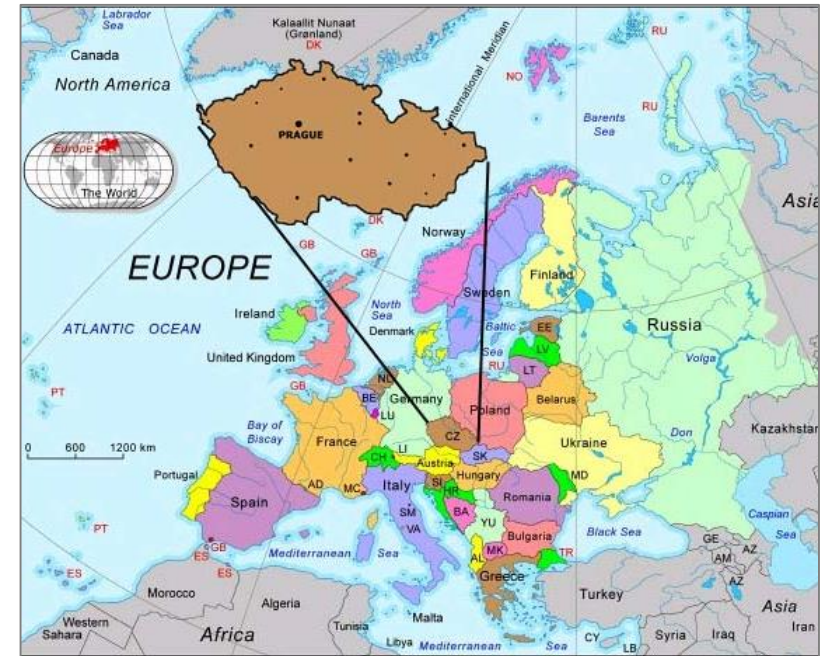 Labrador
Sea
Kalaallit Nunaat
(Grønland)
DK
International Meridian
RU
Canada
North America
NO
RU
Barents
Sea
PRAGUE
Europe
The World
Asia
DK
GB
GB
Norway
EUROPE
Finland
Sweden
North
Sea
Ireland
ATLANTIC OCEAN
Denmark
Baltic
Sea
EE
Russia
LV
United Kingdom
RU
LT
Volga
GB
NL
BE
Germany
PT
LU
Poland
Belarus
Bay of
Biscay
France
CZ
Don
Kazakhstan
0 600 1200 km
CH
LI
Austria
SK
Ukraine
Portugal
AD
MC
Italy
SI
HR
Hungary
MD
Spain
Romania
SM
BA
VA
YU
Caspian
Sea
PT
GB
ES
Mediterranean Sea
AL
MK
Bulgaria
Black Sea
TR
GE
AZ
AM
AZ
ES
ES
Greece
Morocco
Algeria
Turkey
Asia
Western
Sahara
Africa
Tunisia
Malta
Libya
Mediterranean Sea
CY
LB
Syria
Iraq
Iran